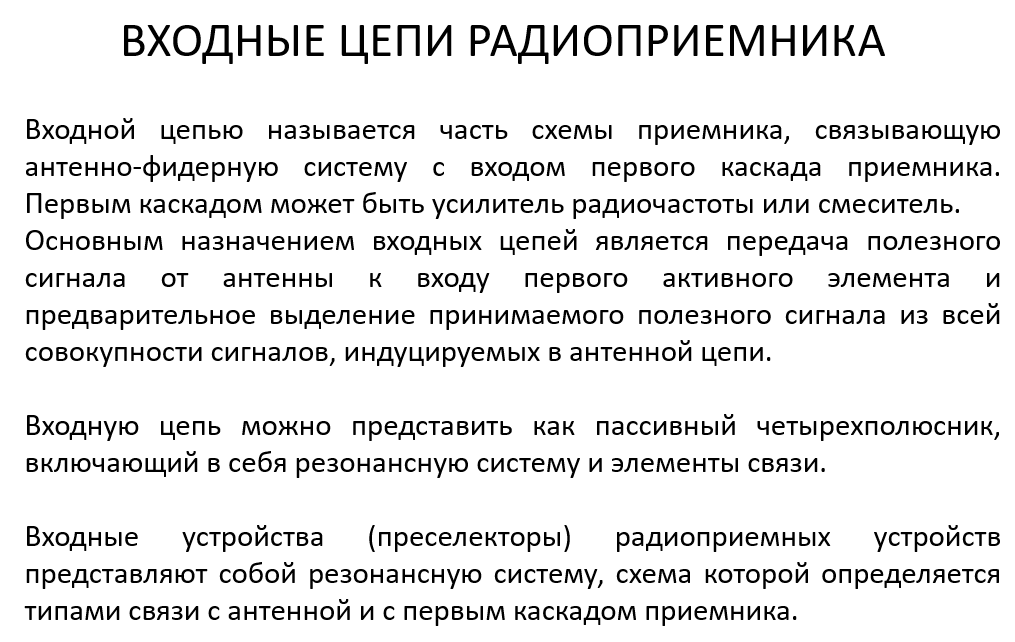 ВХОДНЫЕ ЦЕПИ РАДИОПРИЕМНИКА
Входной цепью называется часть схемы приемника, связывающую
антенно-фидерную систему с входом первого каскада приемника.
Первым каскадом может быть усилитель радиочастоты или смеситель.
Основным назначением входных цепей является передача полезного
сигнала от антенны к входу первого активного элемента и
предварительное выделение принимаемого полезного сигнала из всей
совокупности сигналов, индуцируемых в антенной цепи.
Входную цепь можно представить как пассивный четырехполюсник,
включающий в себя резонансную систему и элементы связи.
Входные устройства (преселекторы) радиоприемных устройств
представляют собой резонансную систему, схема которой определяется
типами связи с антенной и с первым каскадом приемника.